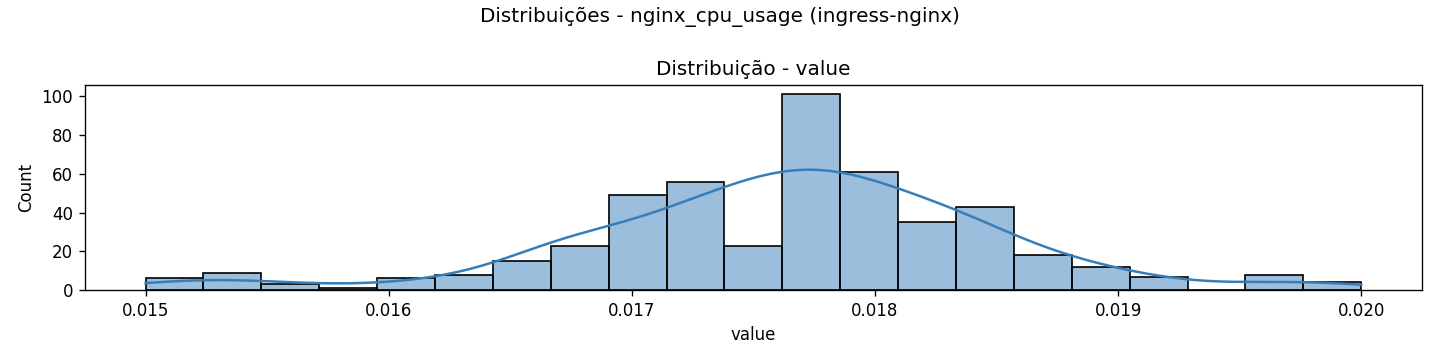 Distribuições - nginx_cpu_usage (ingress-nginx)
Distribuição - value
100
80
60
40
20
0
Count
0.015 0.016 0.017 0.018 0.019 0.020
value